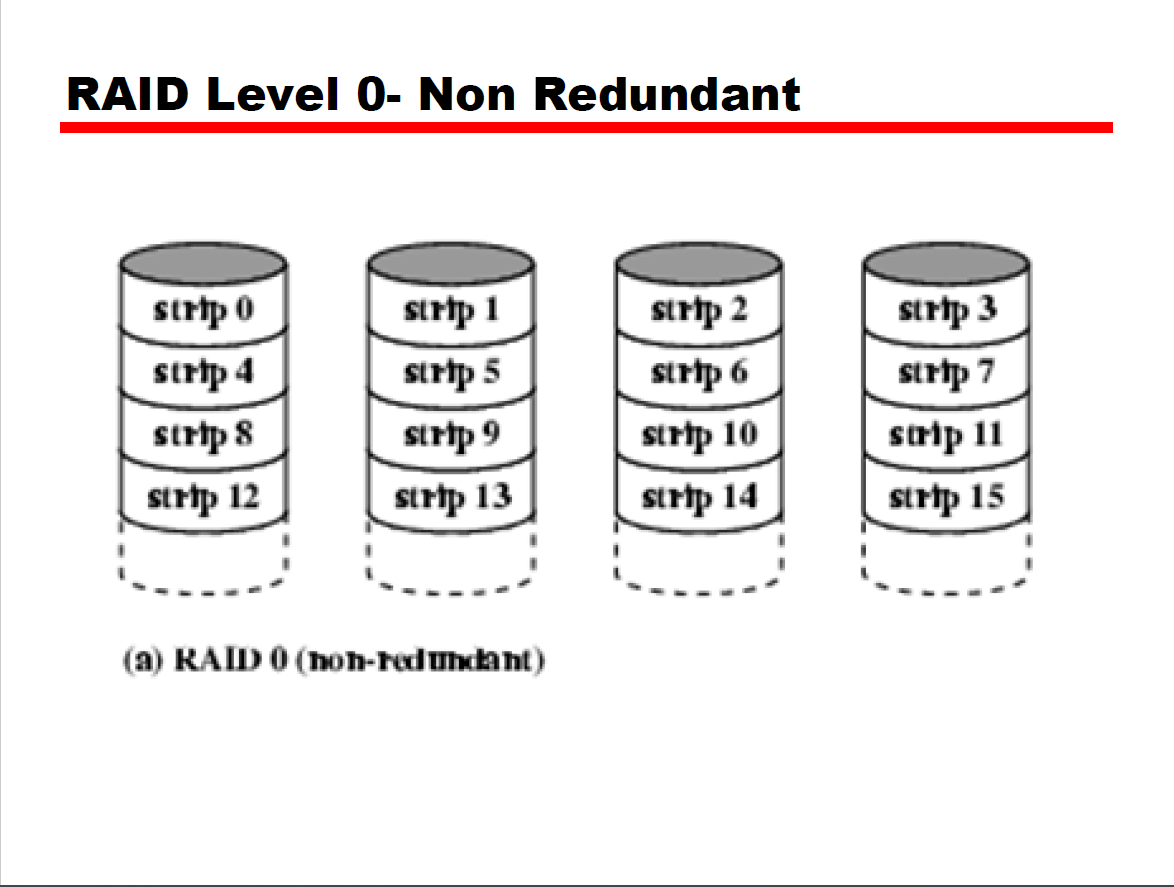 RAID Level 0- Non Redundant
strip 0 strip 1 strip 2 strip 3
strip 4 strip 5 strip 6 strip 7
strip 8 strip 9 strip 10 strip 11
strip 12 strip 13 strip 14 strip 15
(a) RAID 0 (non-redundant)